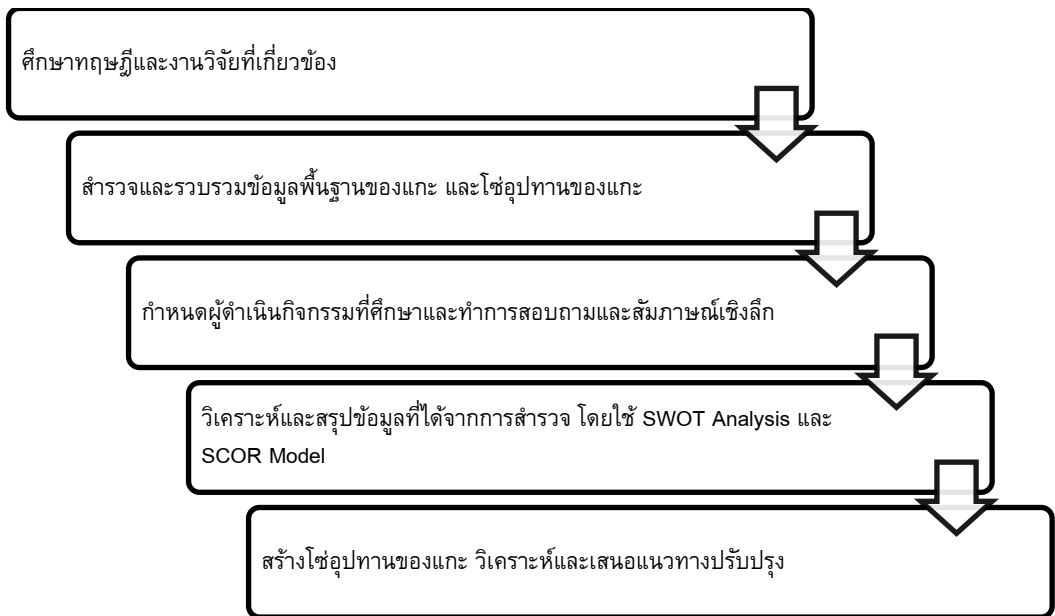 ศึกษาทฤษฎีและงานวิจัยที่เกี่ยวข้อง
สำรวจและรวบรวมข้อมูลพื้นฐานของแกะ และโซ่อุปทานของแกะ
กำหนดผู้ดำเนินกิจกรรมที่ศึกษาและทำการสอบถามและสัมภาษณ์เชิงลึก
วิเคราะห์และสรุปข้อมูลที่ได้จากการสำรวจ โดยใช้ SWOT Analysis และ
SCOR Model
สร้างโซ่อุปทานของแกะ วิเคราะห์และเสนอแนวทางปรับปรุง